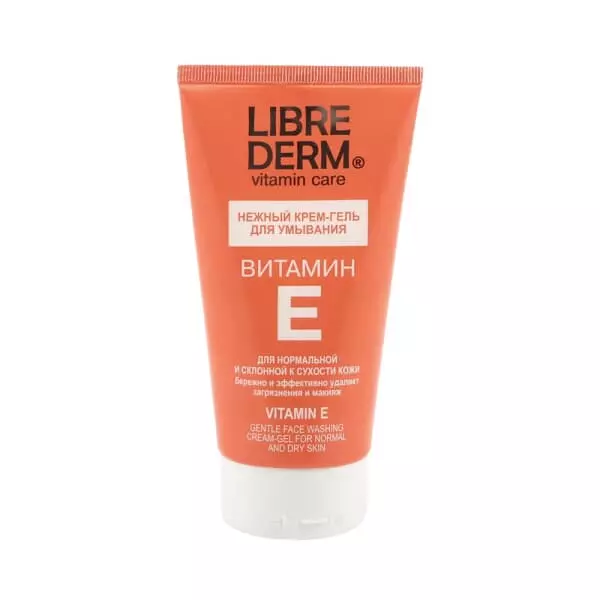 LIBRE
DERM®
vitamin care
НЕЖНЫЙ КРЕМ-ГЕЛЬ
ДЛЯ УМЫВАНИЯ
ВИТАМИН
E
ДЛЯ НОРМАЛЬНОЙ
И СКЛОННОЙ К СУХОСТИ КОЖИ
бережно и эффективно удаляет
загрязнения и макияж
VITAMIN E
GENTLE FACE WASHING
CREAM-GEL FOR NORMAL
AND DRY SKIN